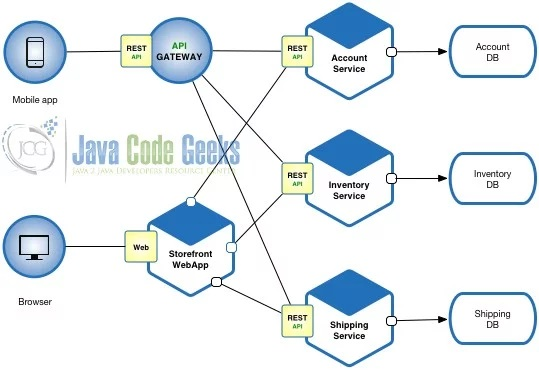 REST
API
API
GATEWAY
REST
API
Account
Service
Account
DB
Mobile app
JCG
Java Code Geeks
JAVA 2 JAVA DEVELOPERS RESOURCE CENTER
REST
API
Inventory
Service
Inventory
DB
Web
Storefront
WebApp
Browser
REST
API
Shipping
Service
Shipping
DB